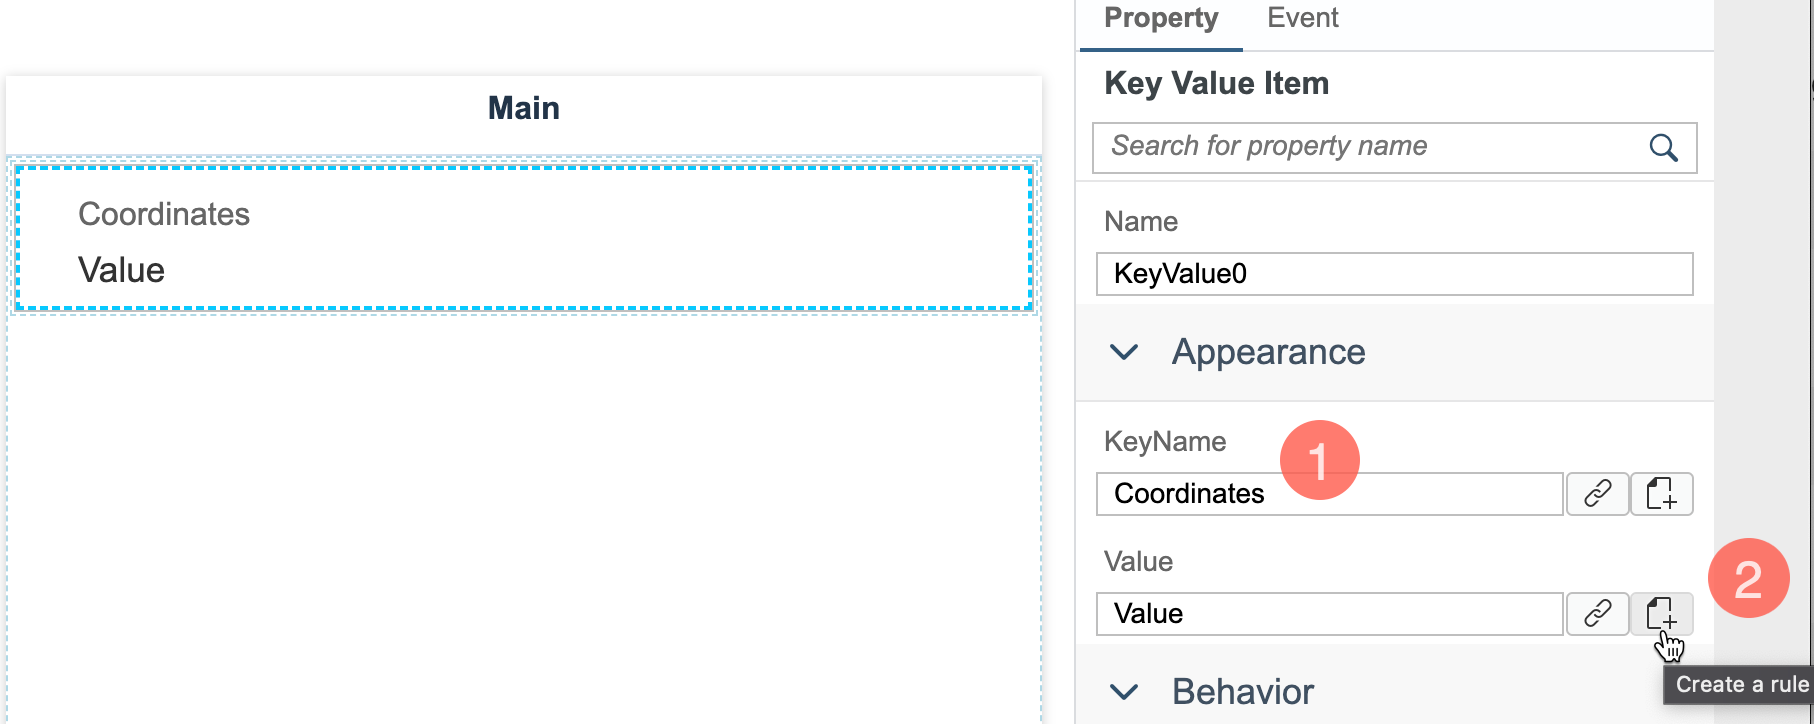 Main
Coordinates
Value
Property Event
Key Value Item
Search for property name
Name
KeyValue0
Appearance
KeyName
1
Coordinates
Value
2
Value
Create a rule
Behavior